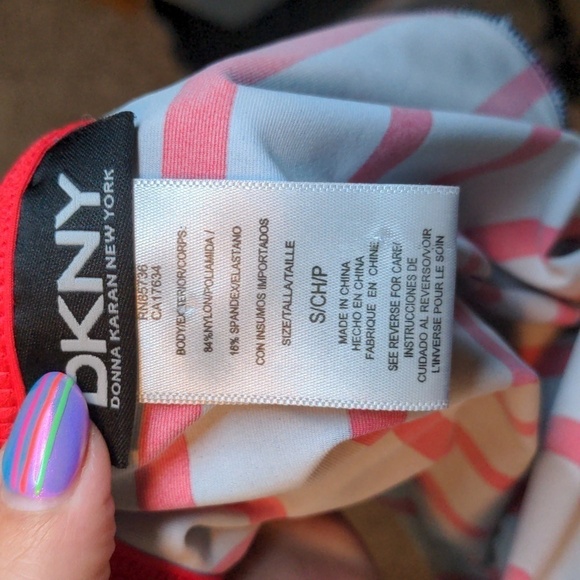 DKNY
DONNA KARAN NEW YORK
RN85736
CA17634
BODY/EXTERIOR/CORPS:
84%NYLON/POLIAMIDA/
16% SPANDEX/ELASTANO
CON INSUMOS IMPORTADOS
SIZE/TALLA/TAILLE
S/CH/P
MADE IN CHINA
HECHO EN CHINA
FABRIQUE EN CHINE
SEE REVERSE FOR CARE/
INSTRUCCIONES DE
CUIDADO AL REVERSO/VOIR
L'INVERSE POUR LE SOIN